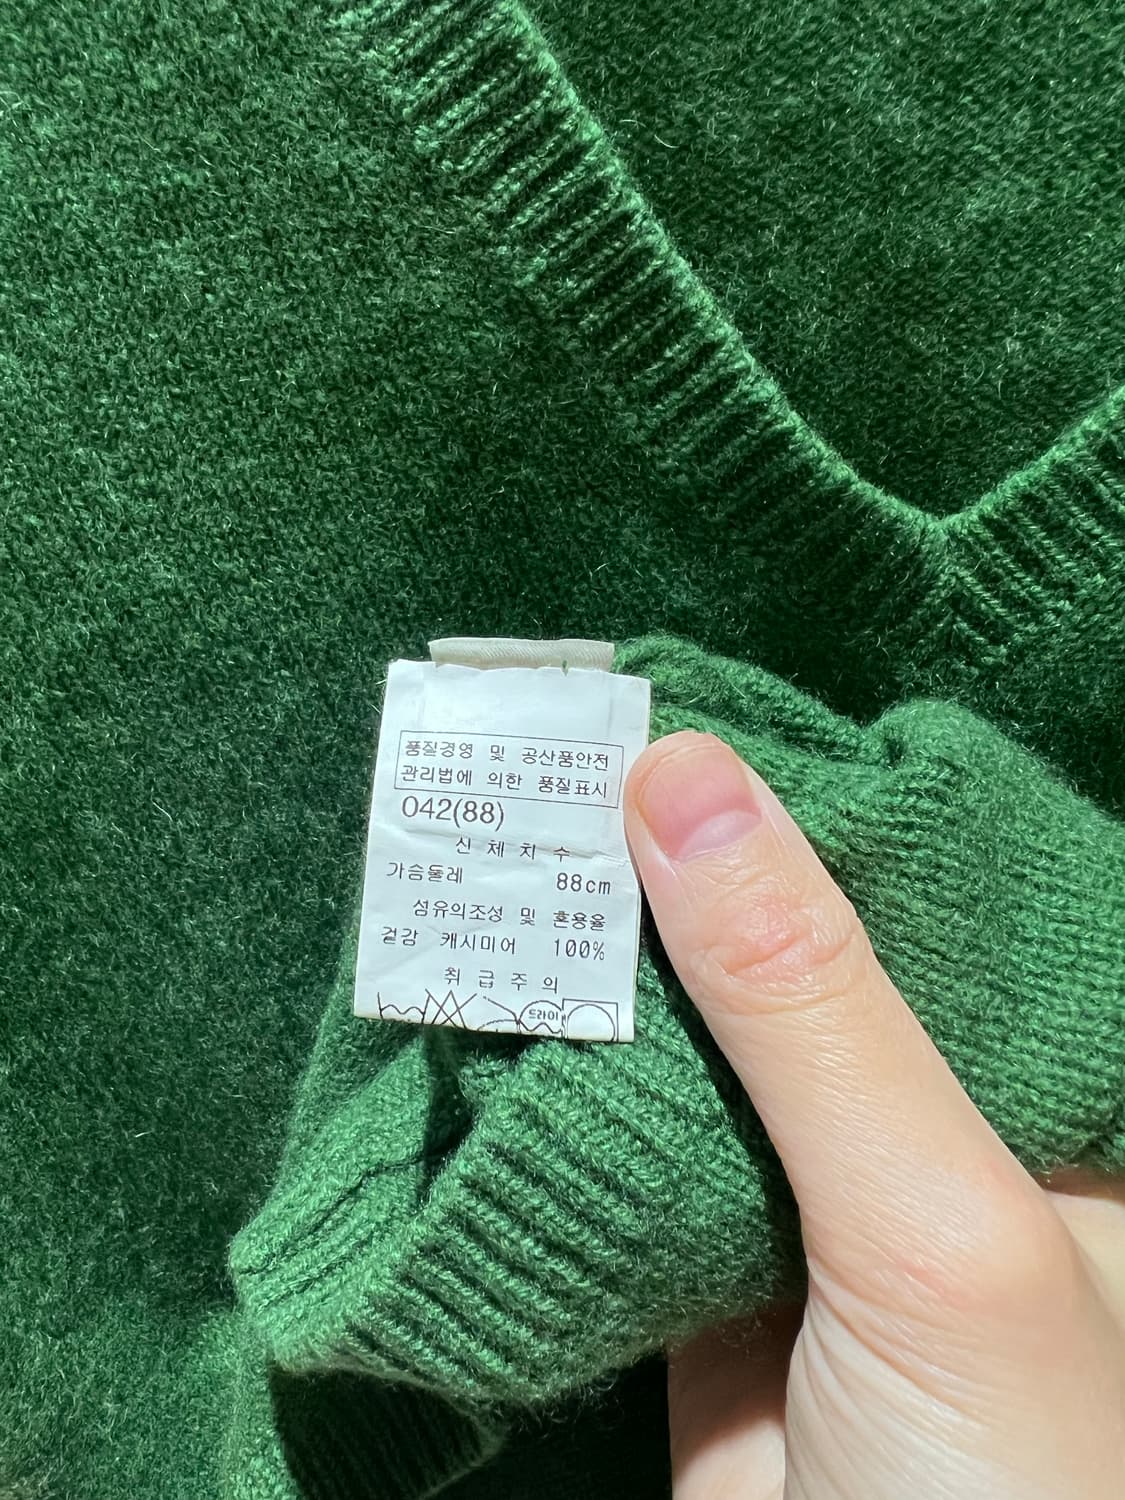 품질경영 및 공산품안전
관리법에 의한 품질표시
042(88)
신 체 치 수
가슴둘레 88cm
섬유의조성 및 혼용율
겉감 캐시미어 100%
취 급 주 의
드라이